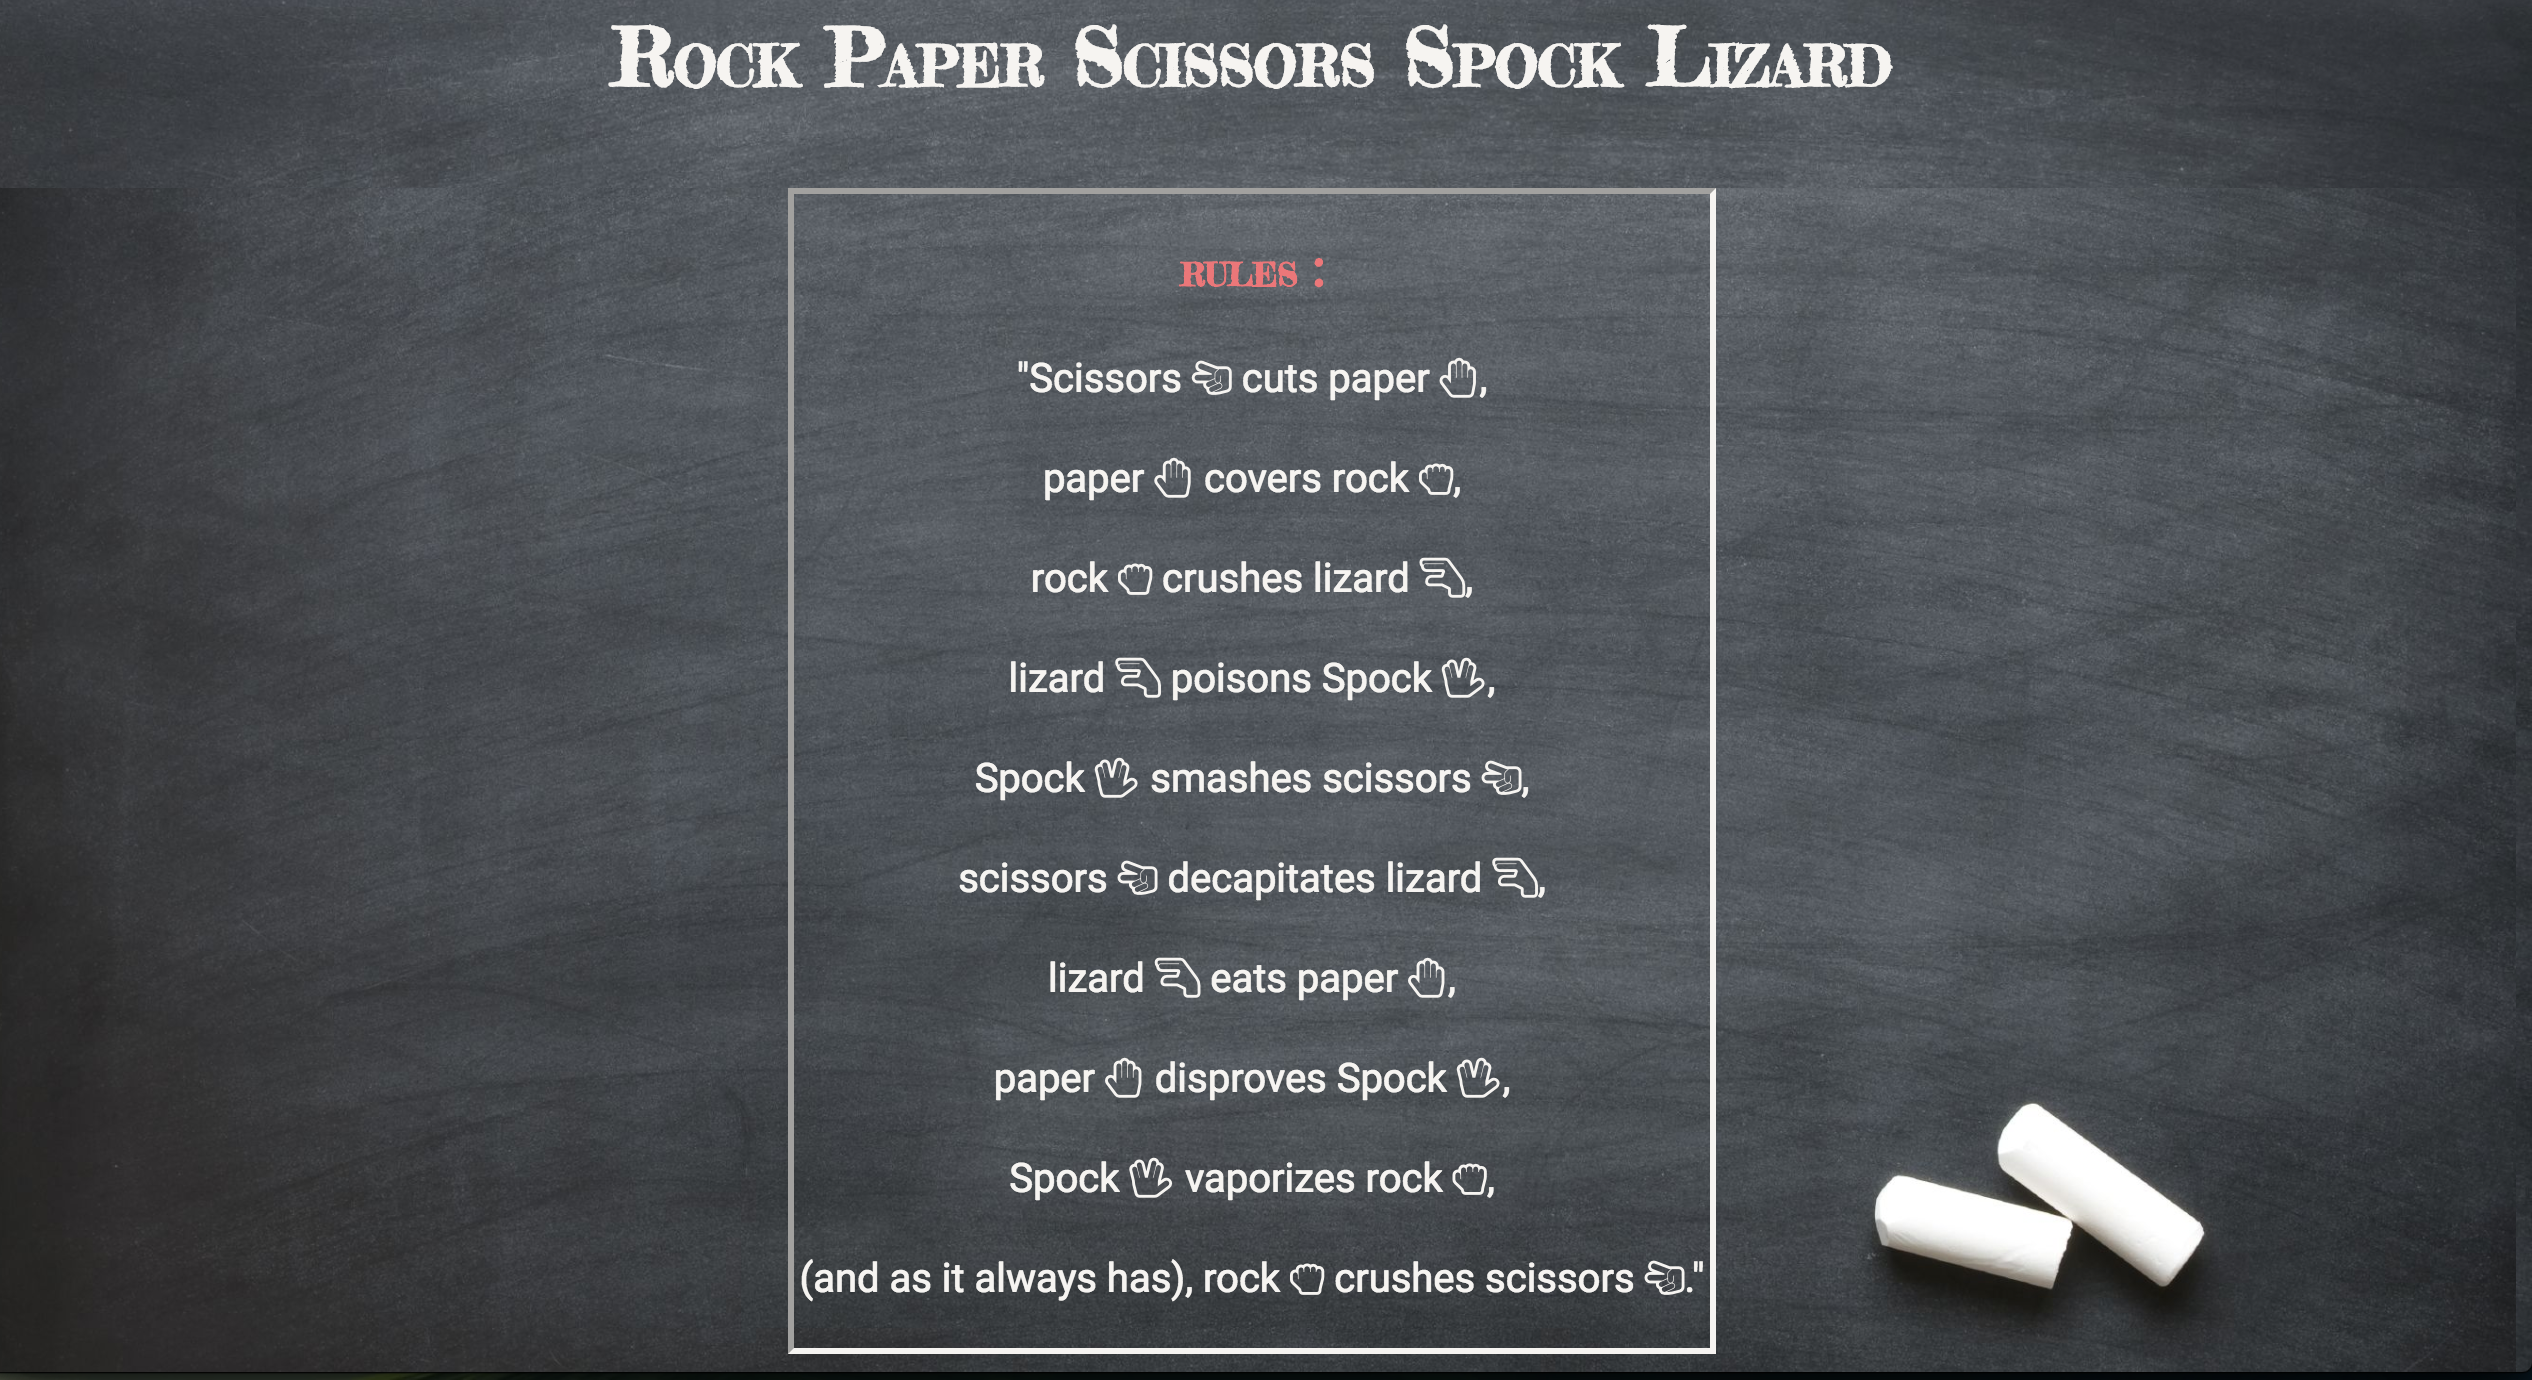 Rock Paper Scissors Spock Lizard
rules :
"Scissors cuts paper ,
paper covers rock ,
rock crushes lizard ,
lizard poisons Spock ,
Spock smashes scissors ,
scissors decapitates lizard ,
lizard eats paper ,
paper disproves Spock ,
Spock vaporizes rock ,
(and as it always has), rock crushes scissors ."